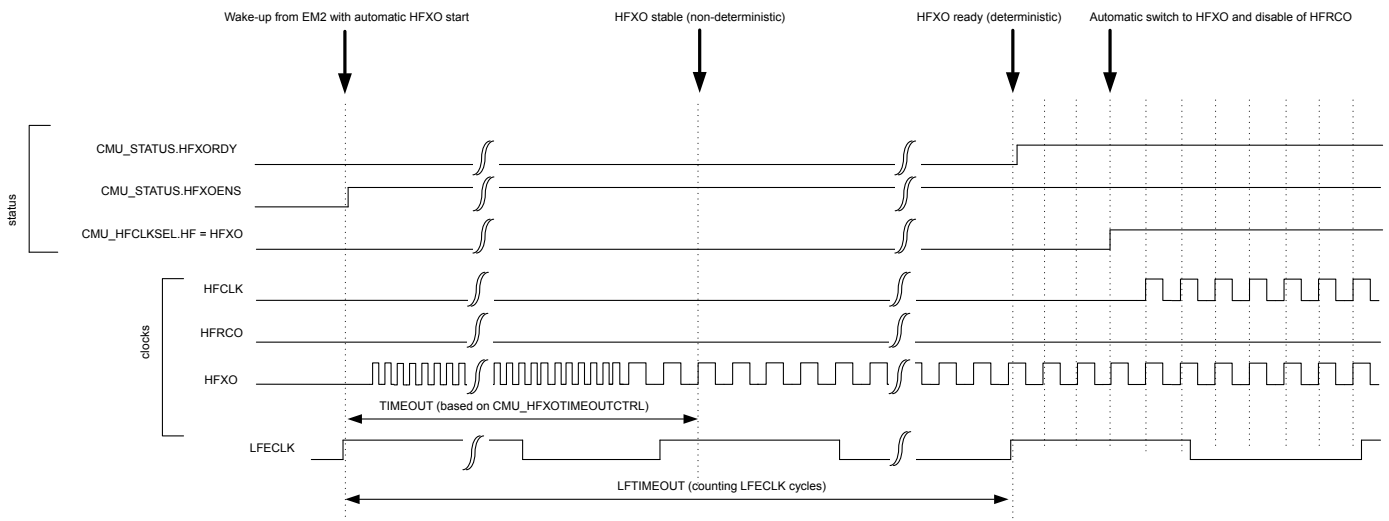 Wake-up from EM2 with automatic HFXO start
HFXO stable (non-deterministic)
HFXO ready (deterministic)
Automatic switch to HFXO and disable of HFRCO
status
CMU_STATUS.HFXORDY
CMU_STATUS.HFXOENS
CMU_HFCLKSEL.HF = HFXO
clocks
HFCLK
HFRCO
HFXO
TIMEOUT (based on CMU_HFXOTIMEOUTCTRL)
LFECLK
LFTIMEOUT (counting LFECLK cycles)